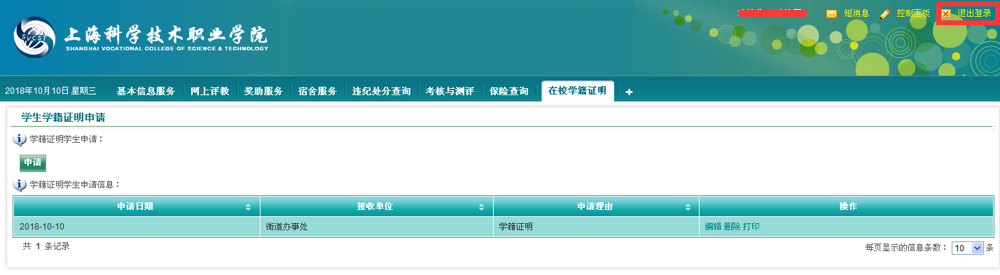 短消息 控制面板 退出登录
SVCST
上海科学技术职业学院
SHANGHAI VOCATIONAL COLLEGE OF SCIENCE & TECHNOLOGY
2018年10月10日 星期三 基本信息服务 网上评教 奖助服务 宿舍服务 违纪处分查询 考核与测评 保险查询 在校学籍证明 +
学生学籍证明申请
学籍证明学生申请：
申请
学籍证明学生申请信息：
申请日期 接收单位 申请理由 操作
2018-10-10 街道办事处 学籍证明 编辑 删除 打印
共 1 条记录 每页显示的信息条数： 10 条